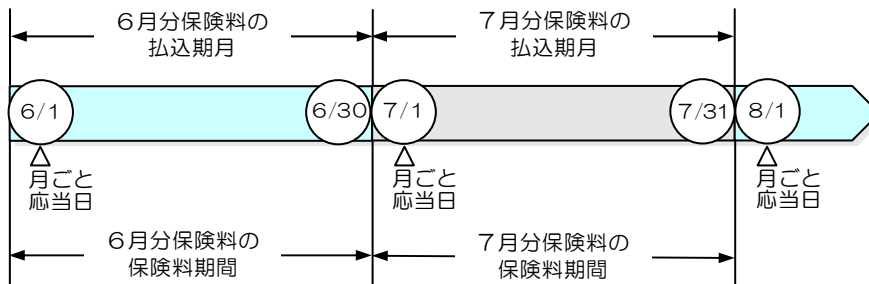 6月分保険料の
払込期月
7月分保険料の
払込期月
6/1
6/30
7/1
7/31
8/1
月ごと
応当日
月ごと
応当日
月ごと
応当日
6月分保険料の
保険料期間
7月分保険料の
保険料期間